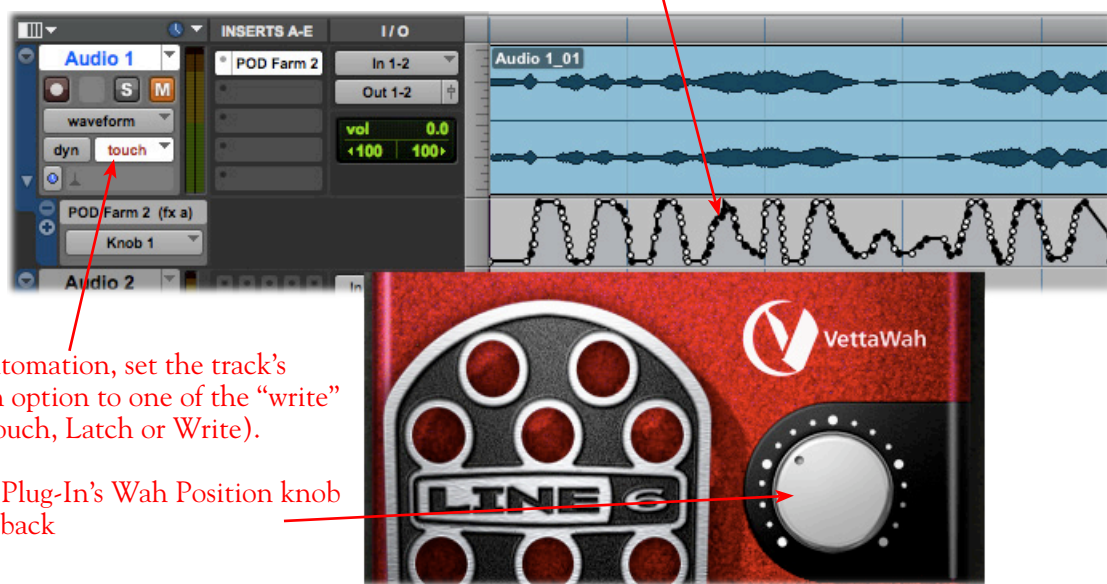 INSERTS A-E
I / O
Audio 1
POD Farm 2
In 1-2
Audio 1_01
S M
Out 1-2
waveform
vol 0.0
dyn touch
100 100
POD Farm 2 (fx a)
Knob 1
Audio 2
In
VettaWah
tomation, set the track's
option to one of the “write”
ouch, Latch or Write).
Plug-In's Wah Position knob
back
LINE 6